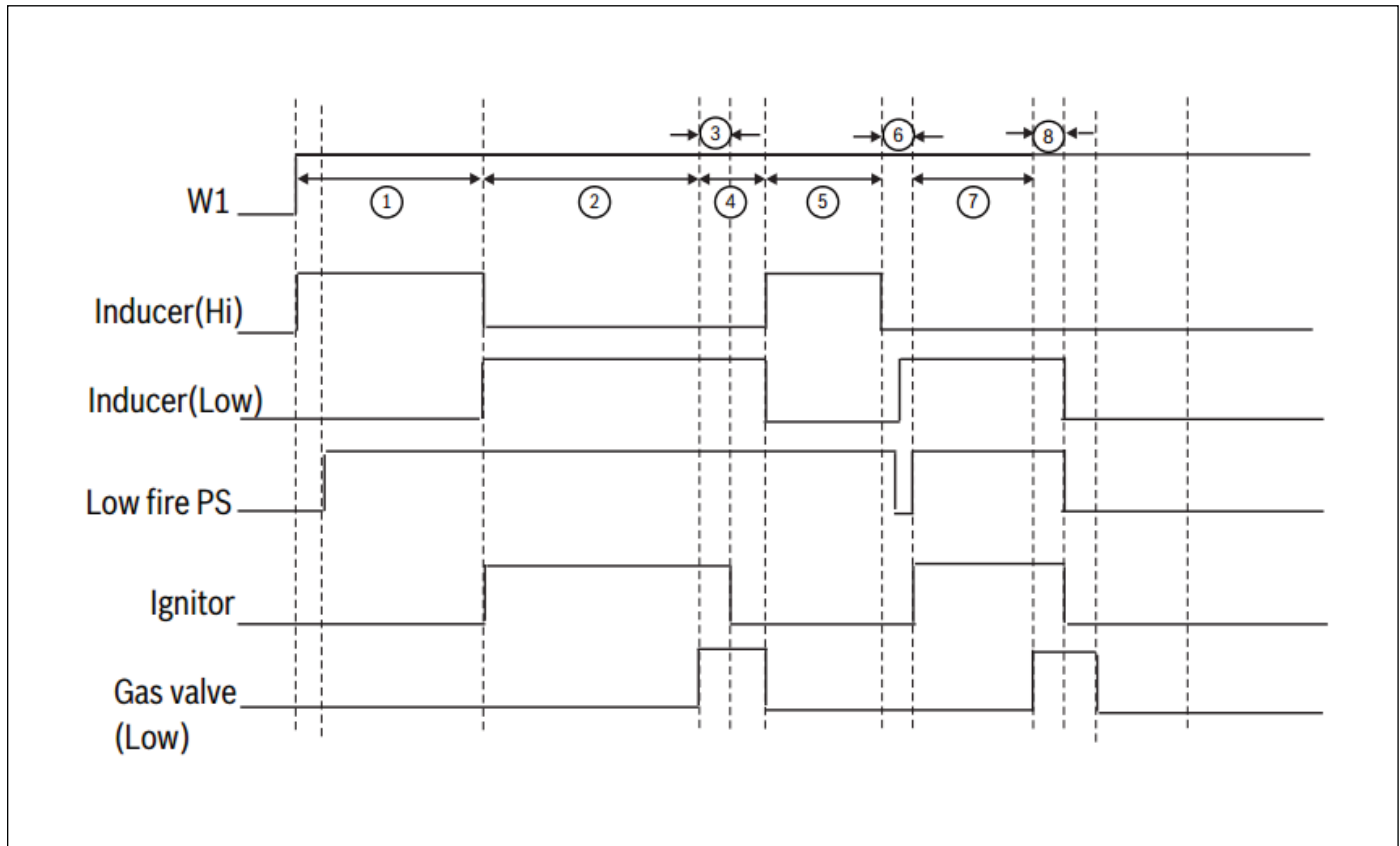 3
6
8
W1
1
2
4
5
7
Inducer(Hi)
Inducer(Low)
Low fire PS
Ignitor
Gas valve
(Low)